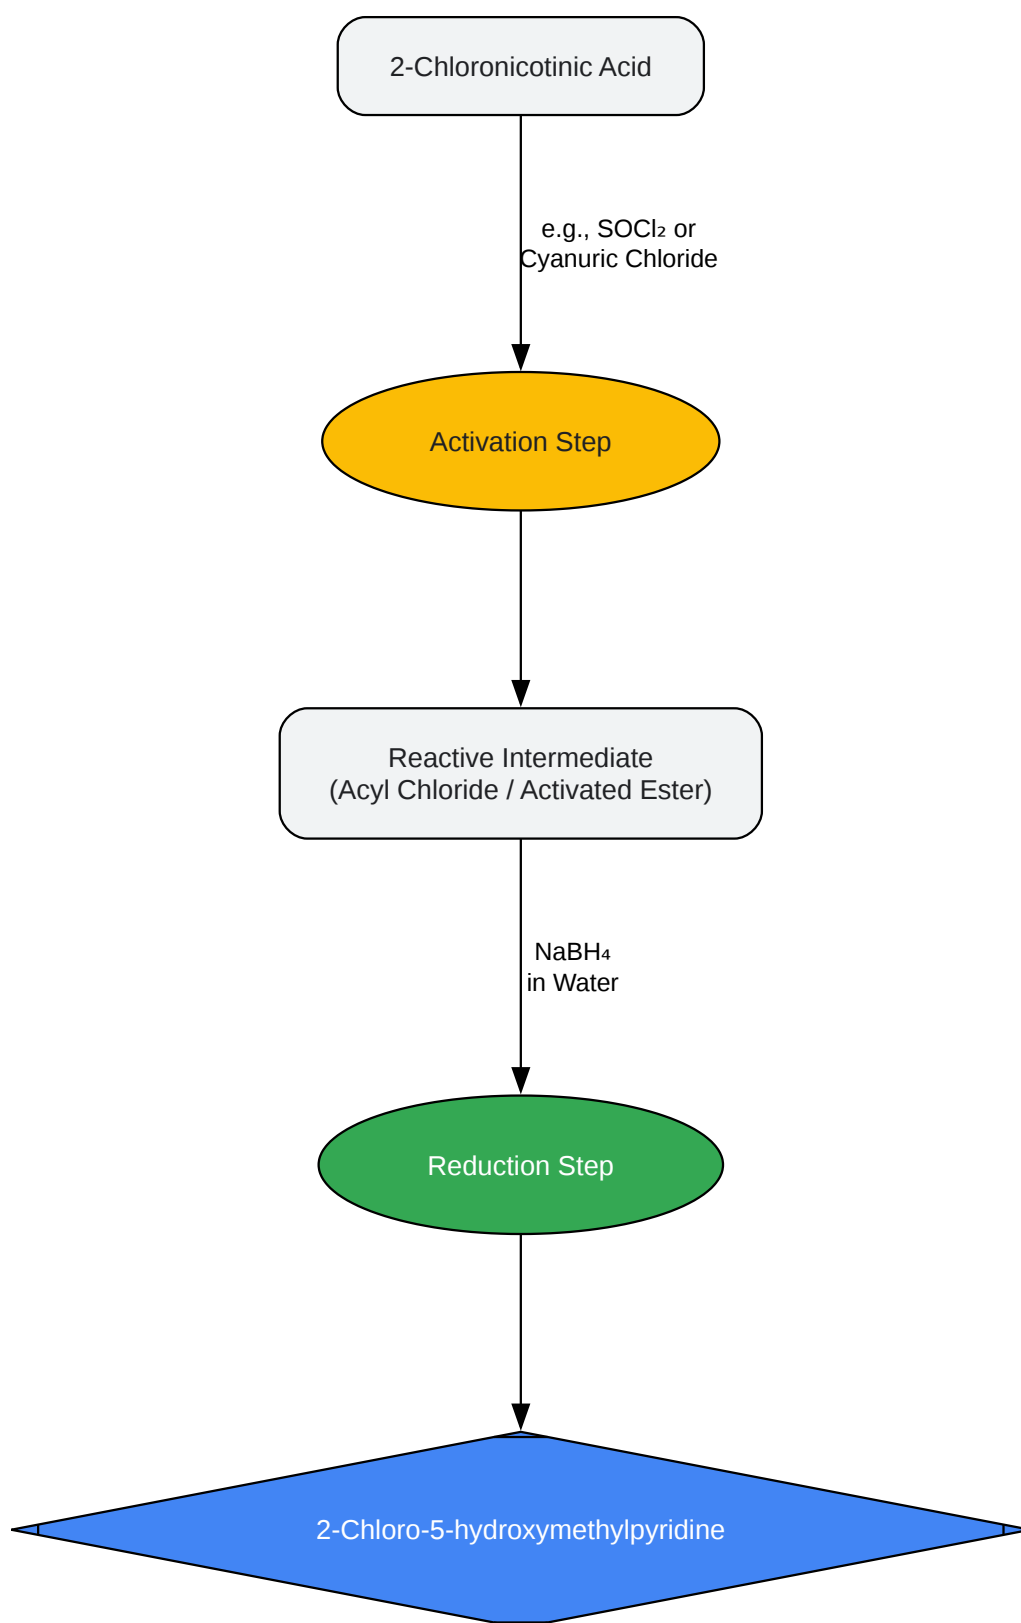 2-Chloronicotinic Acid
e.g., SOCl₂ or
Cyanuric Chloride
Activation Step
Reactive Intermediate
(Acyl Chloride / Activated Ester)
NaBH₄
in Water
Reduction Step
2-Chloro-5-hydroxymethylpyridine